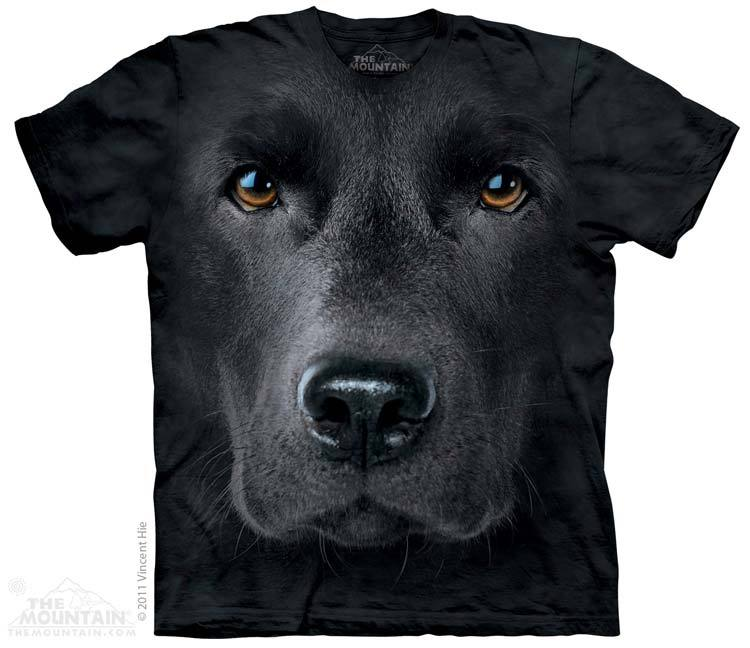 THE
MOUNTAIN
© 2011 Vincent Hie
THE
MOUNTAIN
THEMOUNTAIN.COM